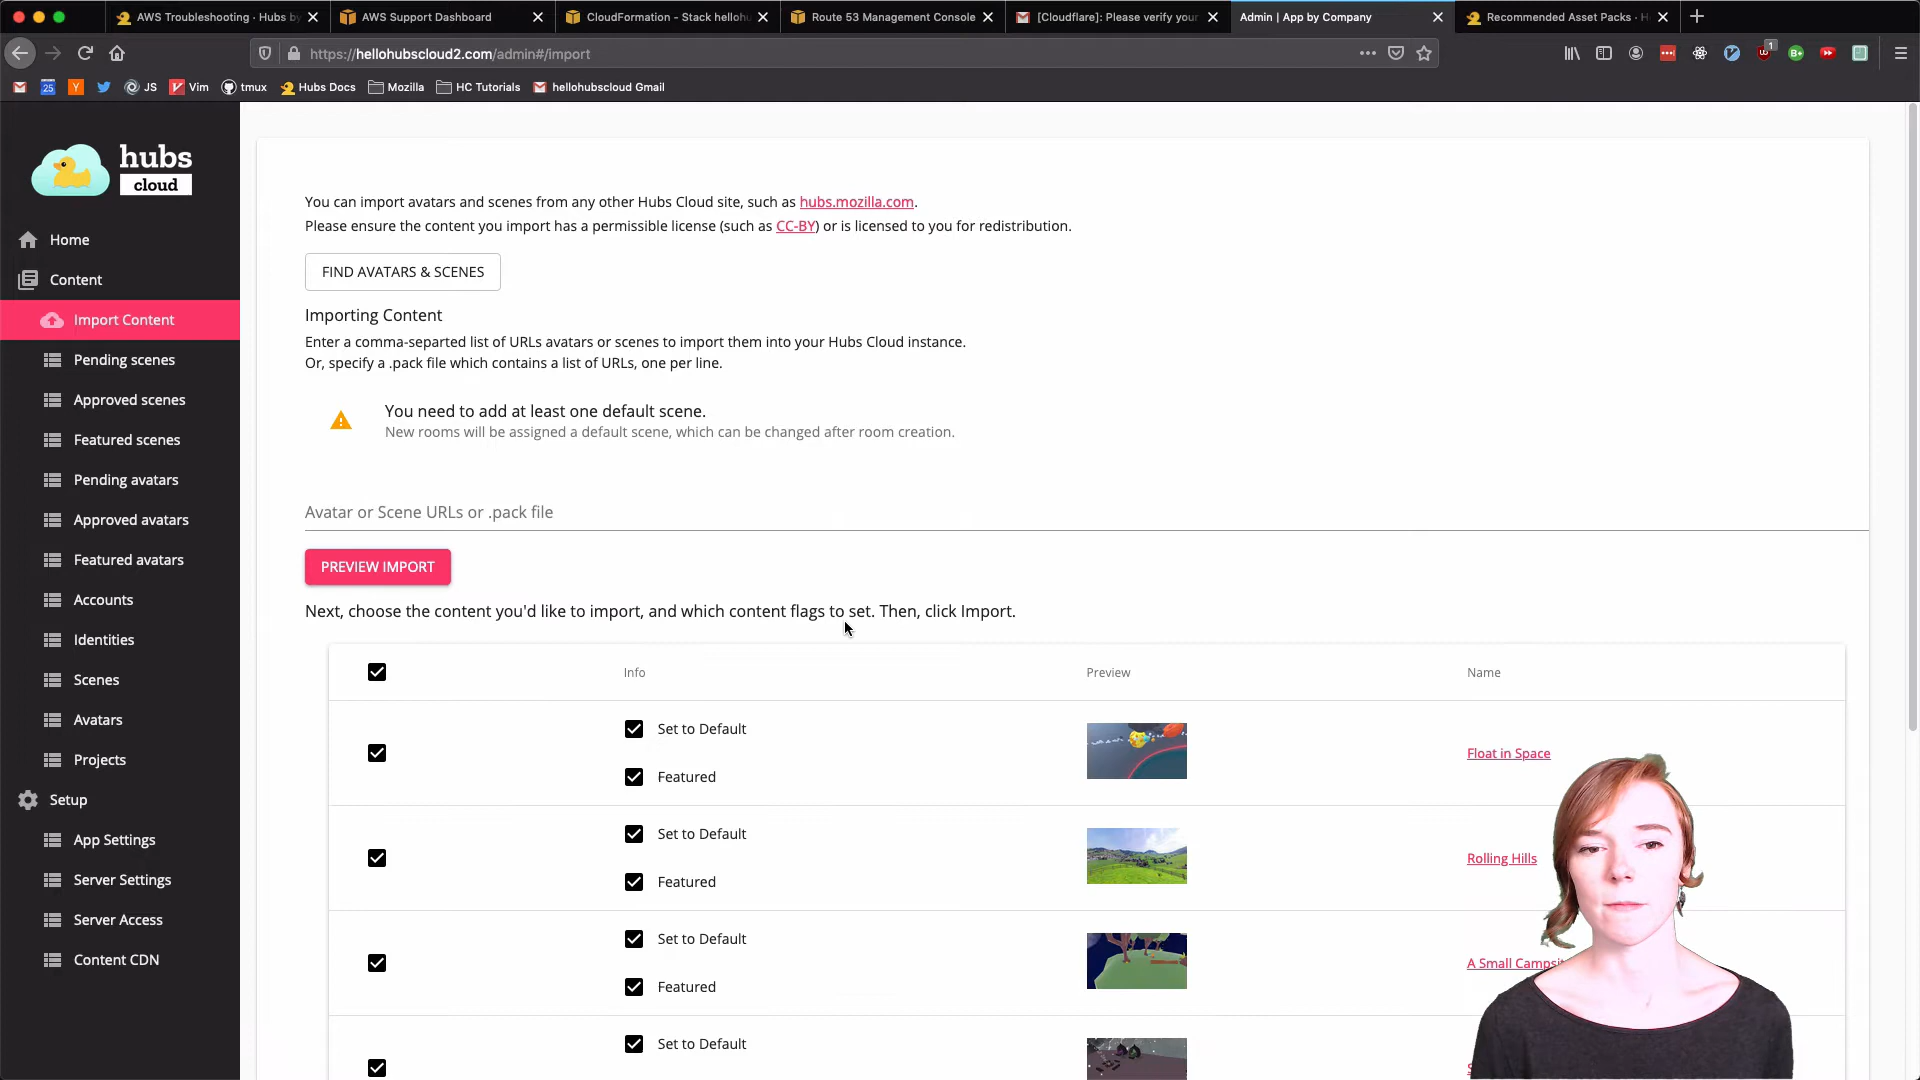 AWS Troubleshooting · Hubs by
AWS Support Dashboard
CloudFormation - Stack helloh
Route 53 Management Console
[Cloudflare]: Please verify your
Admin | App by Company
Recommended Asset Packs · H
https://hellohubscloud2.com/admin#/import
1
25
Y
JS
Vim
tmux
Hubs Docs
Mozilla
HC Tutorials
hellohubscloud Gmail
hubs
cloud
Home
Content
Import Content
Pending scenes
Approved scenes
Featured scenes
Pending avatars
Approved avatars
Featured avatars
Accounts
Identities
Scenes
Avatars
Projects
Setup
App Settings
Server Settings
Server Access
Content CDN
You can import avatars and scenes from any other Hubs Cloud site, such as hubs.mozilla.com.
Please ensure the content you import has a permissible license (such as CC-BY) or is licensed to you for redistribution.
FIND AVATARS & SCENES
Importing Content
Enter a comma-separted list of URLs avatars or scenes to import them into your Hubs Cloud instance.
Or, specify a .pack file which contains a list of URLs, one per line.
You need to add at least one default scene.
New rooms will be assigned a default scene, which can be changed after room creation.
Avatar or Scene URLs or .pack file
PREVIEW IMPORT
Next, choose the content you'd like to import, and which content flags to set. Then, click Import.
Info Preview Name
Set to Default
Featured
Float in Space
Set to Default
Featured
Rolling Hills
Set to Default
Featured
A Small Camps
Set to Default